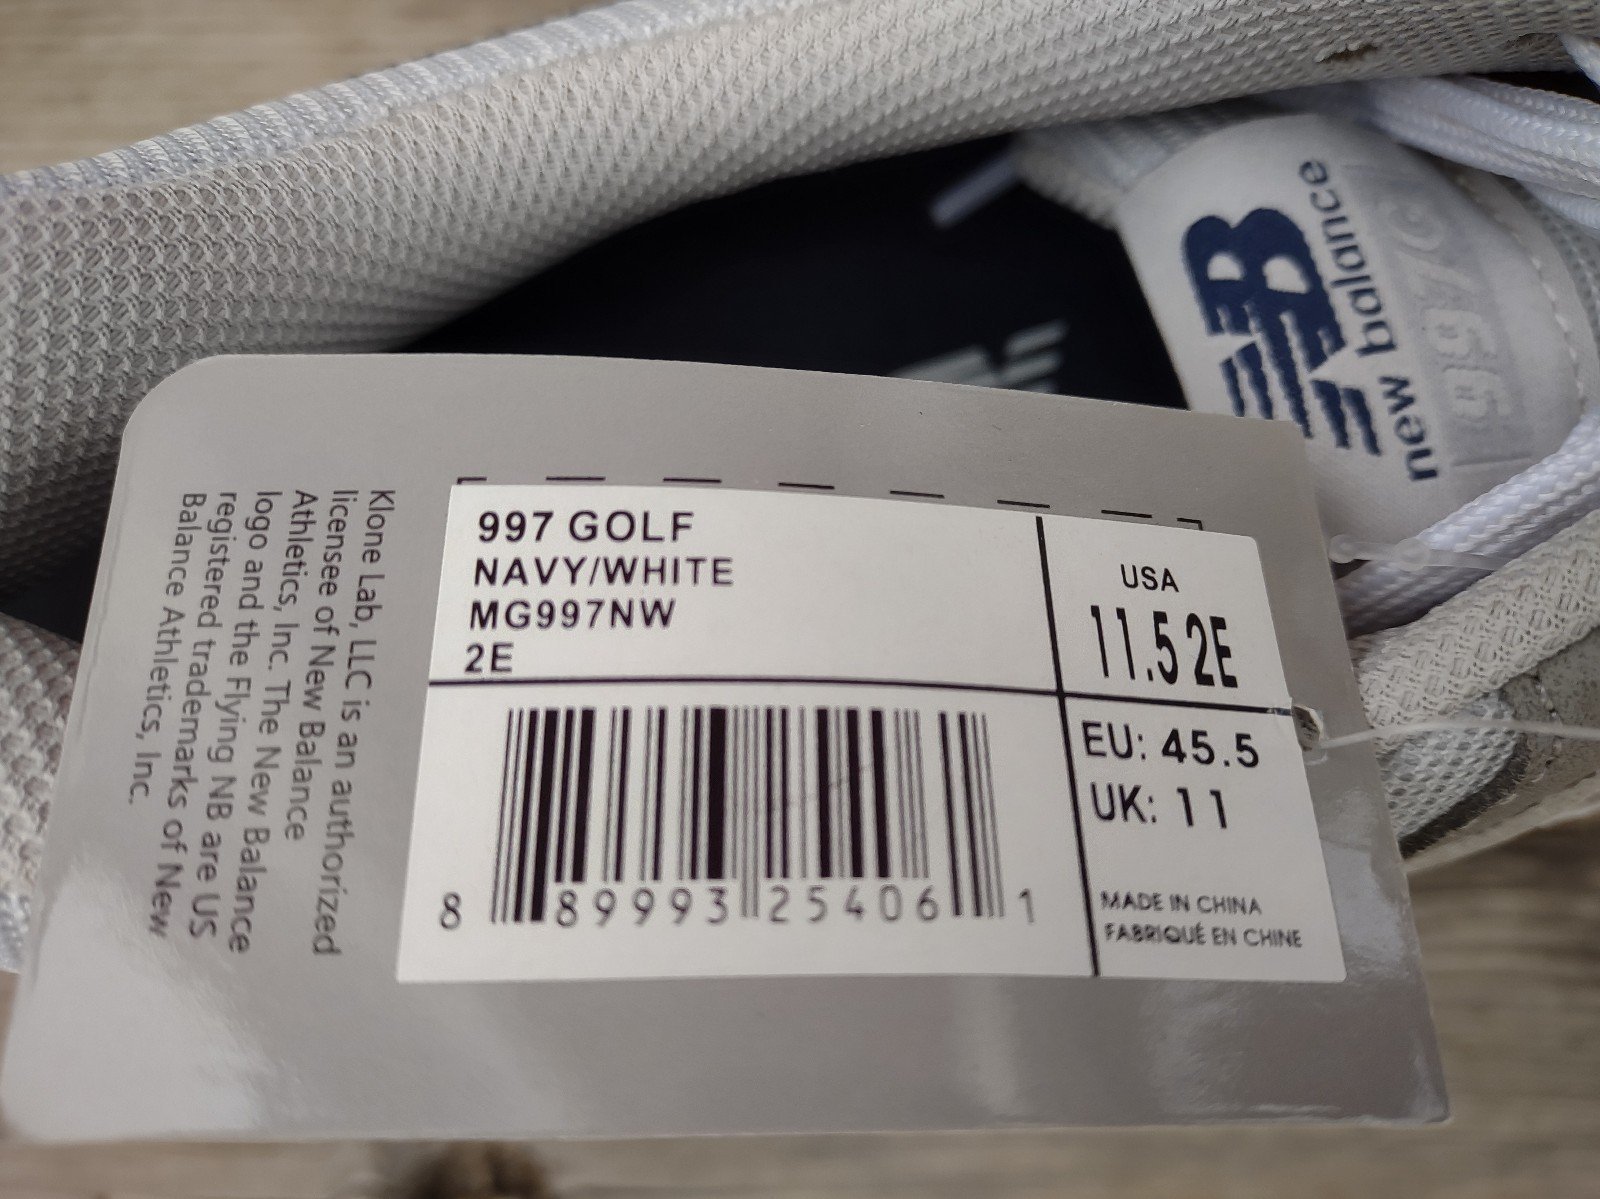 997 GOLF
NAVY/WHITE
MG997NW
2E
USA
11.5 2E
EU: 45.5
UK: 11
MADE IN CHINA
FABRIQUÉ EN CHINE
8 89993 25406 1
Klone Lab, LLC is an authorized
licensee of New Balance
Athletics, Inc. The New Balance
logo and the Flying NB are US
registered trademarks of New
Balance Athletics, Inc.
NB
new balance
997